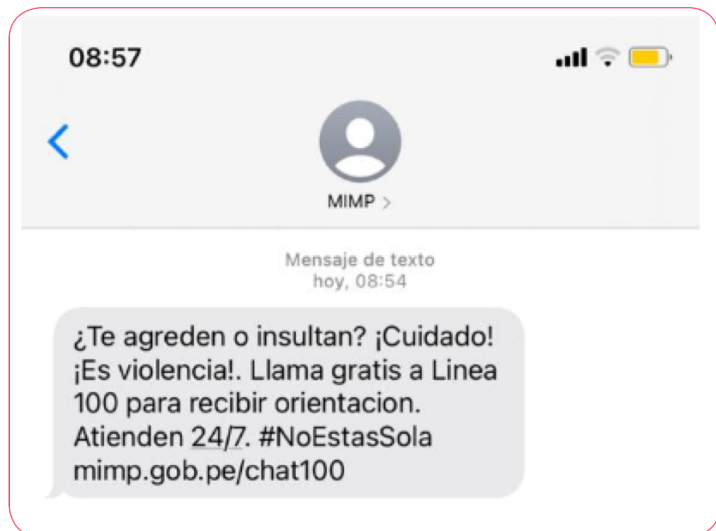 08:57
MIMP >
Mensaje de texto
hoy, 08:54
¿Te agreden o insultan? ¡Cuidado!
¡Es violencia!. Llama gratis a Linea
100 para recibir orientacion.
Atienden 24/7. #NoEstasSola
mimp.gob.pe/chat100